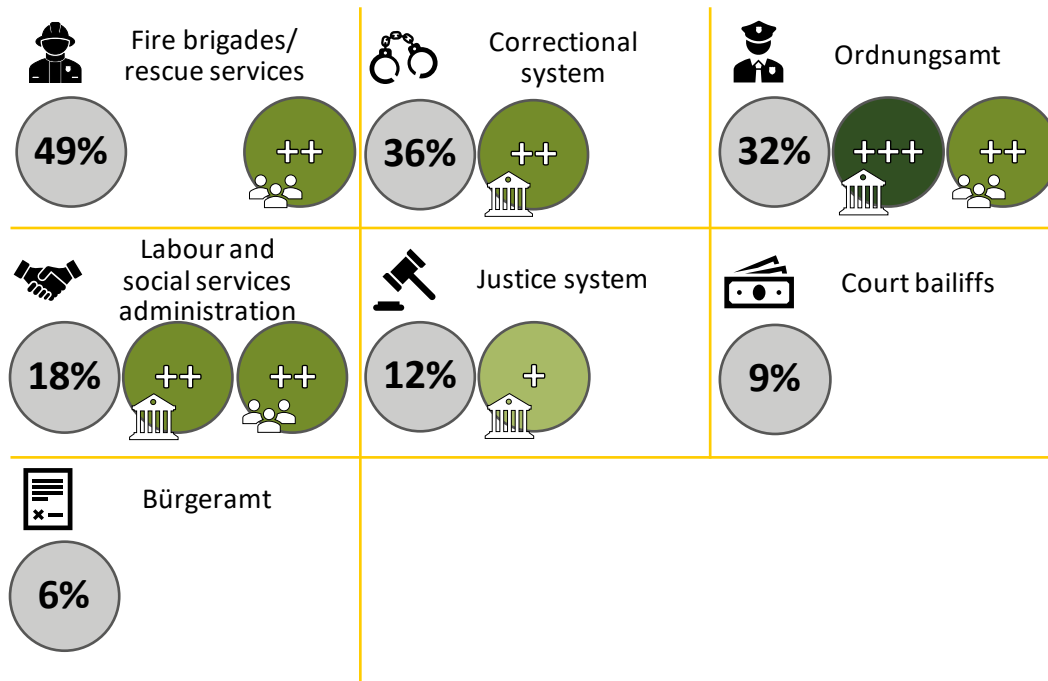 Fire brigades/
rescue services
49%
++
Correctional
system
36%
++
Ordnungsamt
32%
+++
++
Labour and
social services
administration
18%
++
++
Justice system
12%
+
Court bailiffs
9%
Bürgeramt
6%